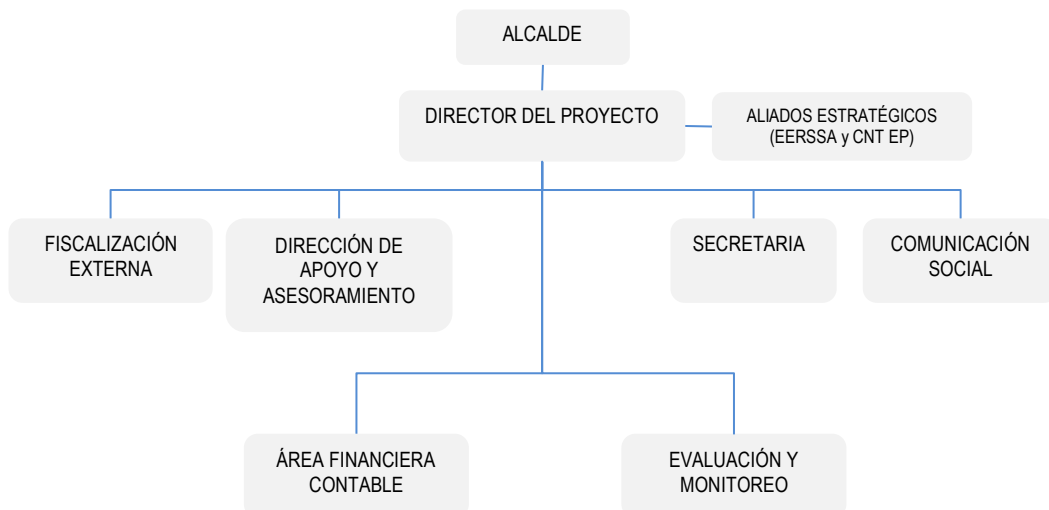 ALCALDE
DIRECTOR DEL PROYECTO
ALIADOS ESTRATÉGICOS
(EERSSA y CNT EP)
FISCALIZACIÓN
EXTERNA
DIRECCIÓN DE
APOYO Y
ASESORAMIENTO
SECRETARIA
COMUNICACIÓN
SOCIAL
ÁREA FINANCIERA
CONTABLE
EVALUACIÓN Y
MONITOREO